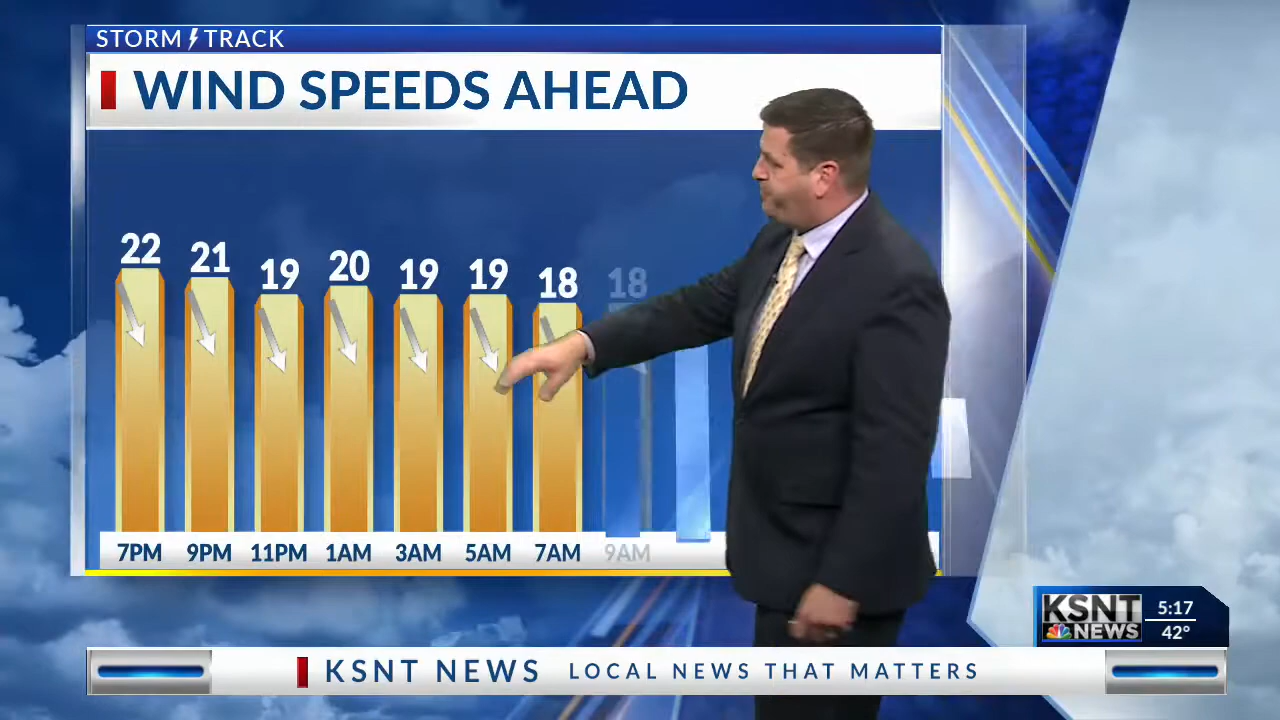 STORM TRACK
WIND SPEEDS AHEAD
22 21 19 20 19 19 18 18
7PM 9PM 11PM 1AM 3AM 5AM 7AM 9AM
KSNT NEWS
5:17
42°
KSNT NEWS LOCAL NEWS THAT MATTERS